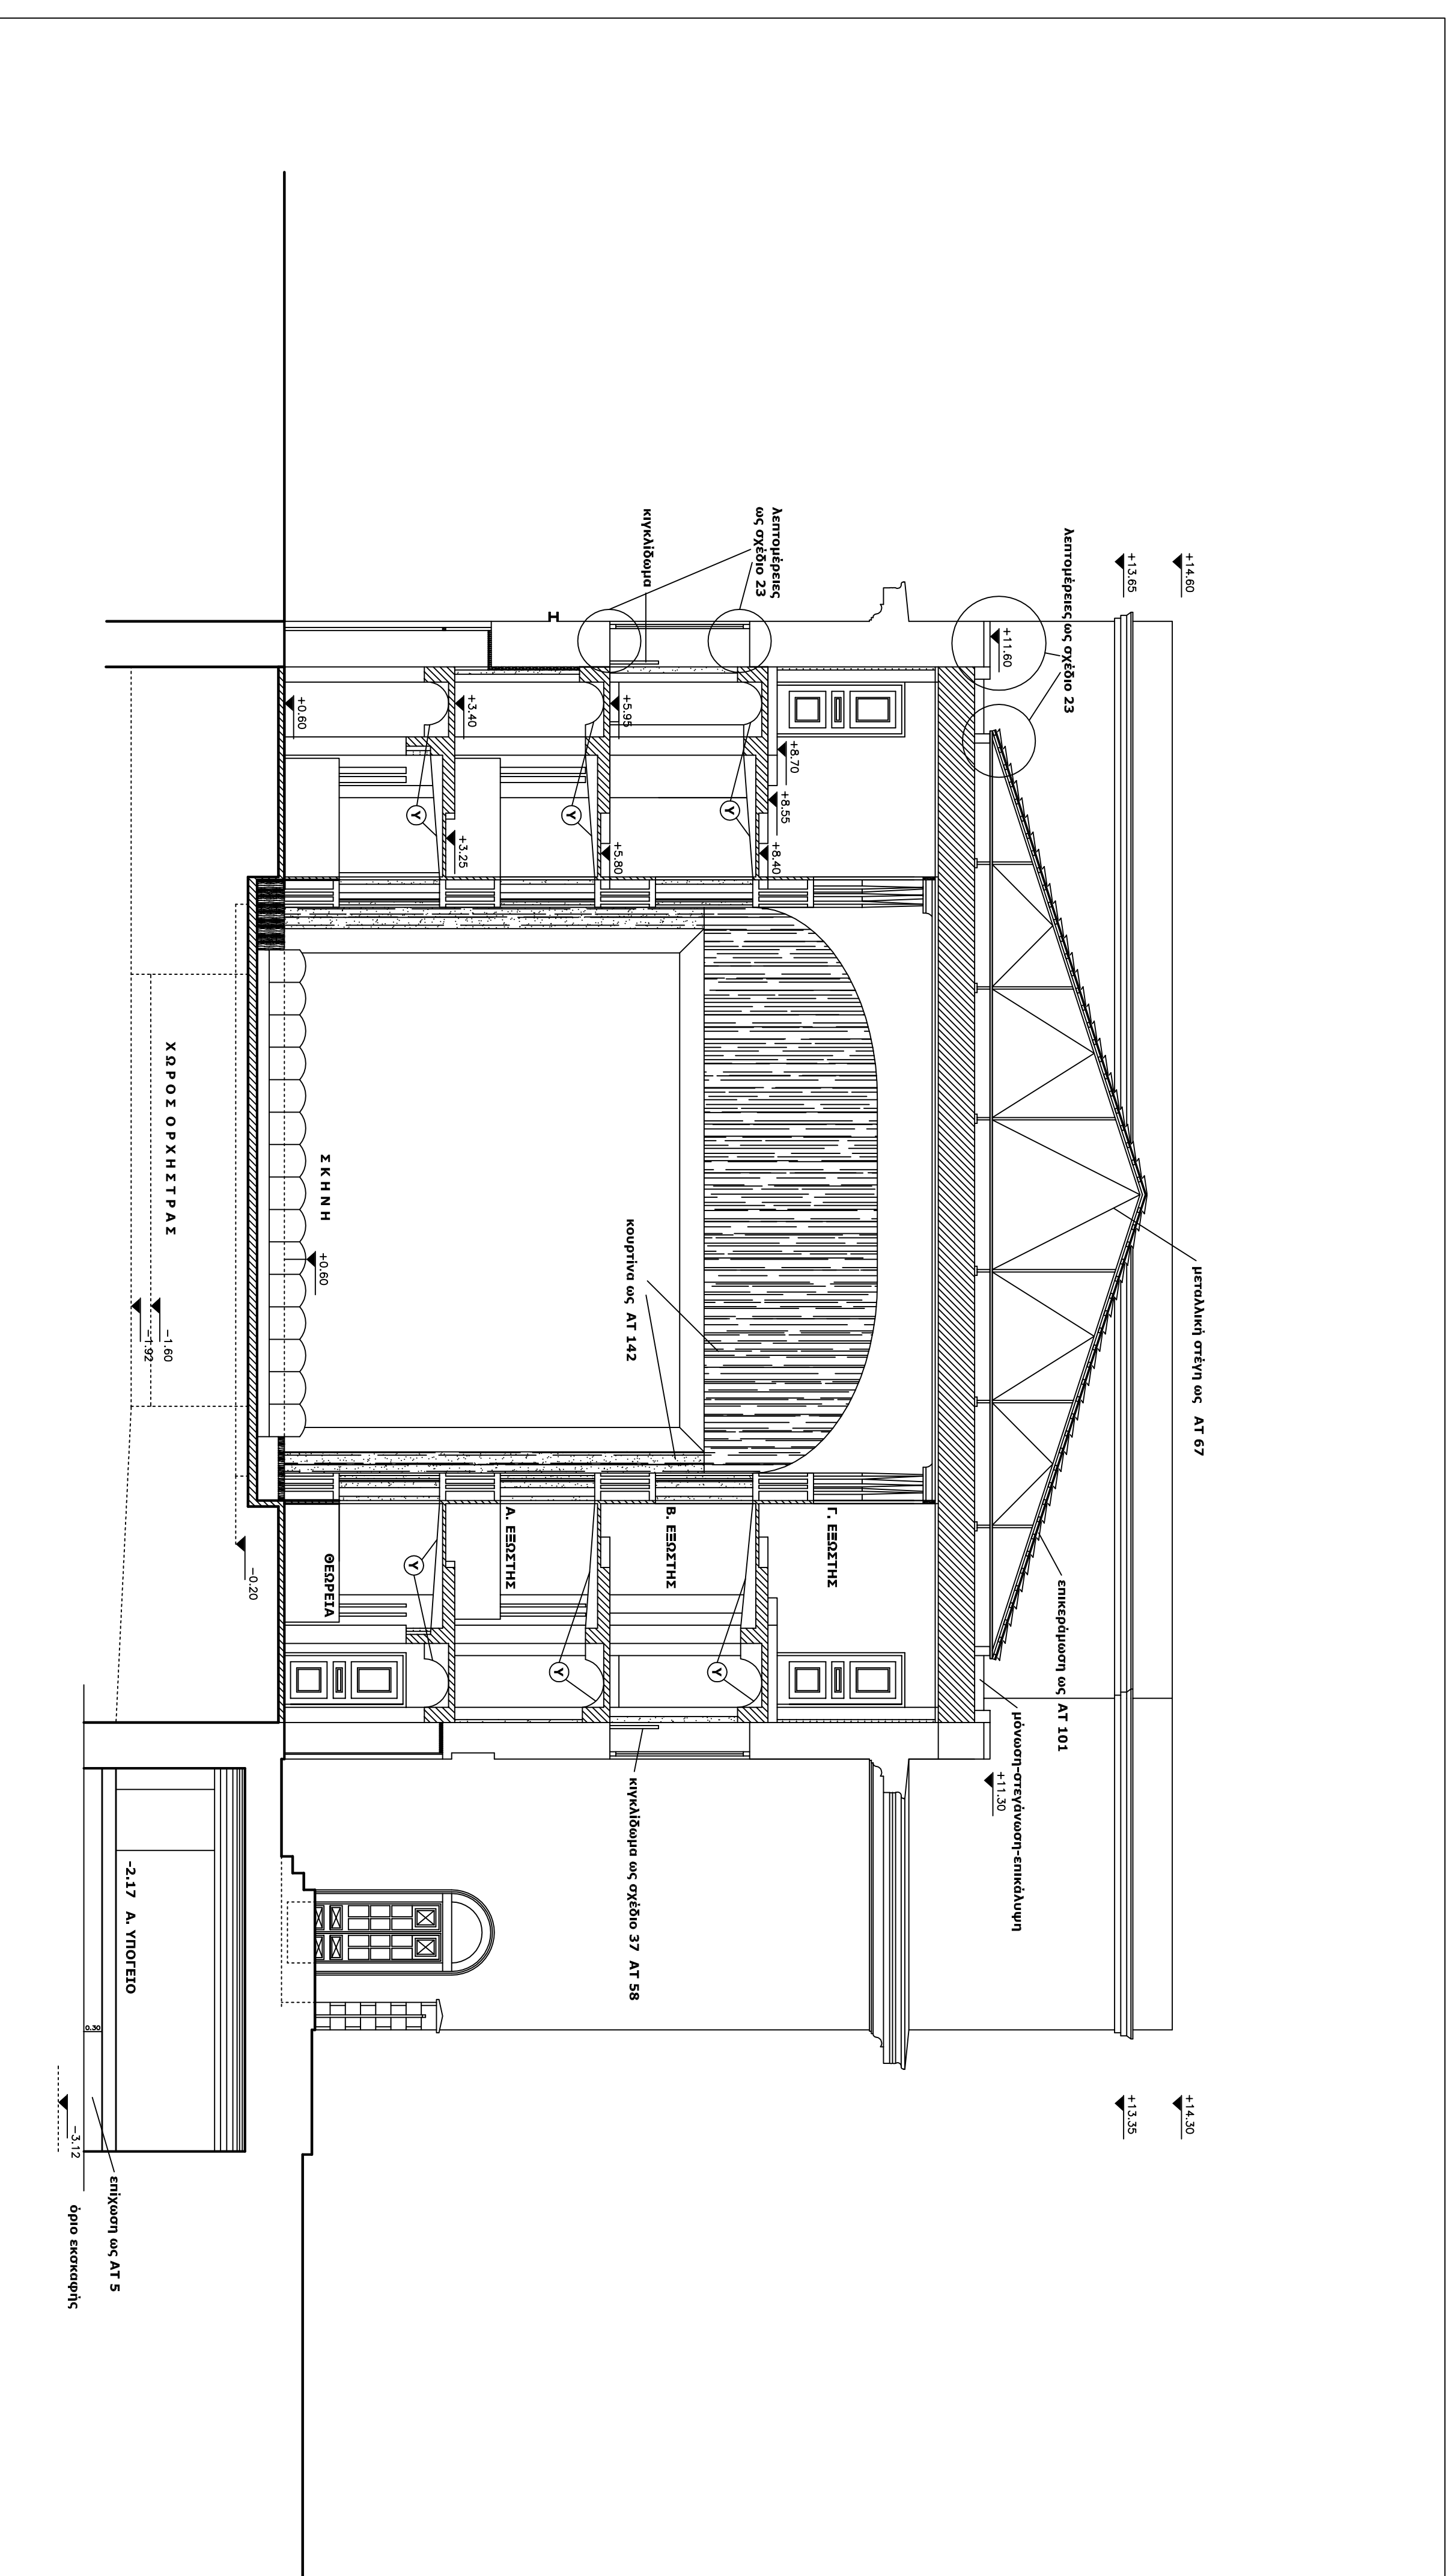 +14.60
+13.65
λεπτομέρειες ως σχέδιο 23
+11.60
λεπτομέρειες
ως σχέδιο 23
κιγκλίδωμα
+8.70
+8.55
+8.40
+5.95
+5.80
+3.40
+3.25
+0.60
Υ
Υ
Υ
μεταλλική στέγη ως ΑΤ 67
επικεράμωση ως ΑΤ 101
μόνωση-στεγάνωση-επικάλυψη
+11.30
+14.30
+13.35
κουρτίνα ως ΑΤ 142
ΣΚΗΝΗ
+0.60
ΧΩΡΟΣ ΟΡΧΗΣΤΡΑΣ
-1.60
-1.92
-0.20
Γ. ΕΞΩΣΤΗΣ
Β. ΕΞΩΣΤΗΣ
Α. ΕΞΩΣΤΗΣ
ΘΕΩΡΕΙΑ
Υ
Υ
Υ
κιγκλίδωμα ως σχέδιο 37 ΑΤ 58
-2.17 Α. ΥΠΟΓΕΙΟ
0.30
-3.12
επίχωση ως ΑΤ 5
όριο εκσκαφής